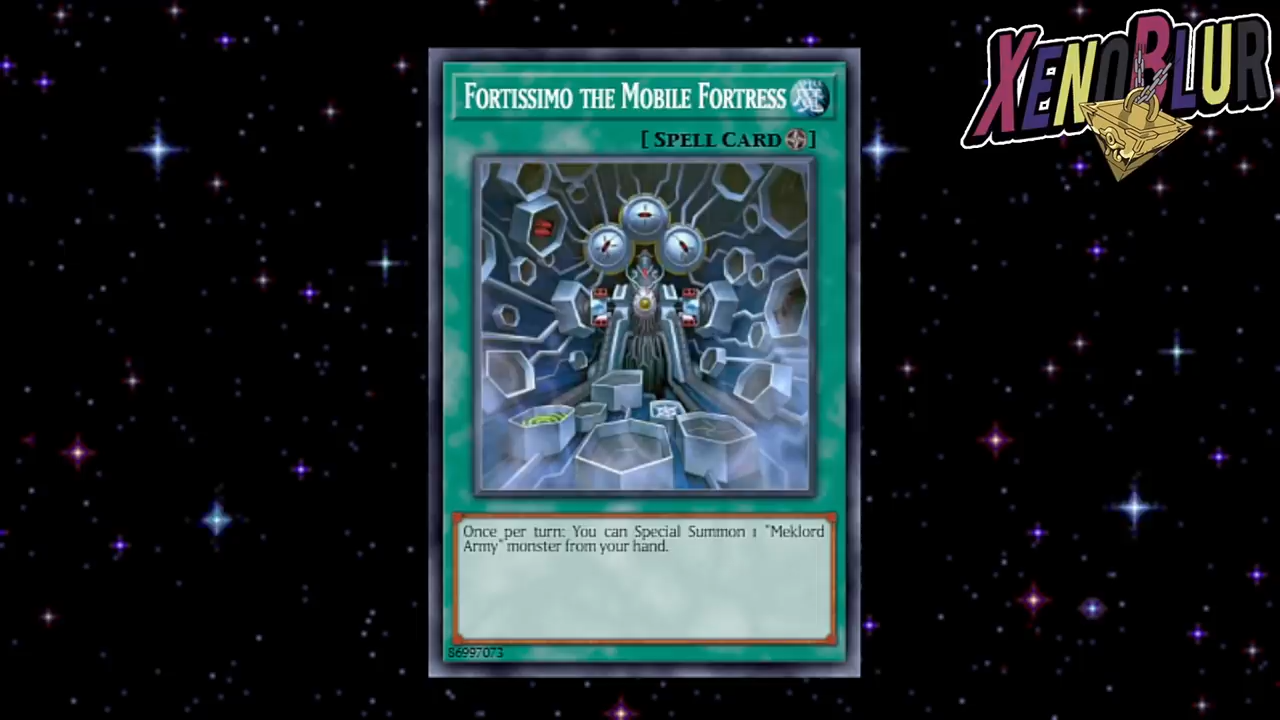 XENOBLUR
FORTISSIMO THE MOBILE FORTRESS
[ SPELL CARD ]
Once per turn: You can Special Summon 1 "Meklord
Army" monster from your hand.
86997073